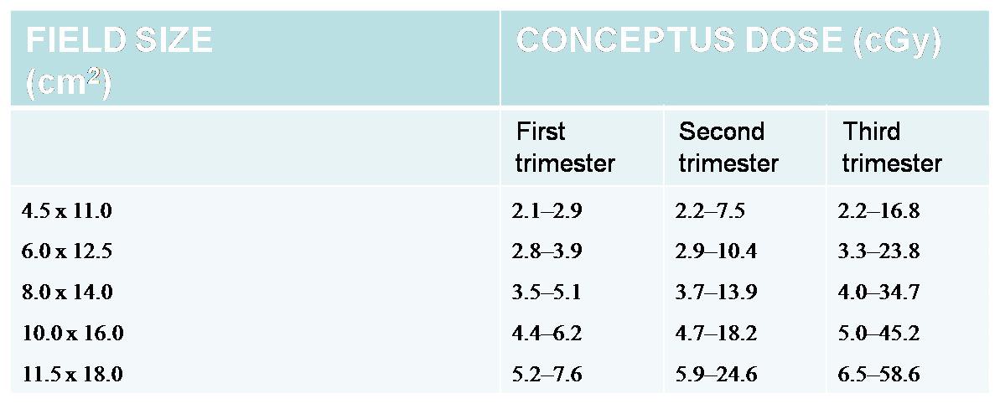 FIELD SIZE
(cm²)
CONCEPTUS DOSE (cGy)
First
trimester
Second
trimester
Third
trimester
4.5 x 11.0 2.1–2.9 2.2–7.5 2.2–16.8
6.0 x 12.5 2.8–3.9 2.9–10.4 3.3–23.8
8.0 x 14.0 3.5–5.1 3.7–13.9 4.0–34.7
10.0 x 16.0 4.4–6.2 4.7–18.2 5.0–45.2
11.5 x 18.0 5.2–7.6 5.9–24.6 6.5–58.6